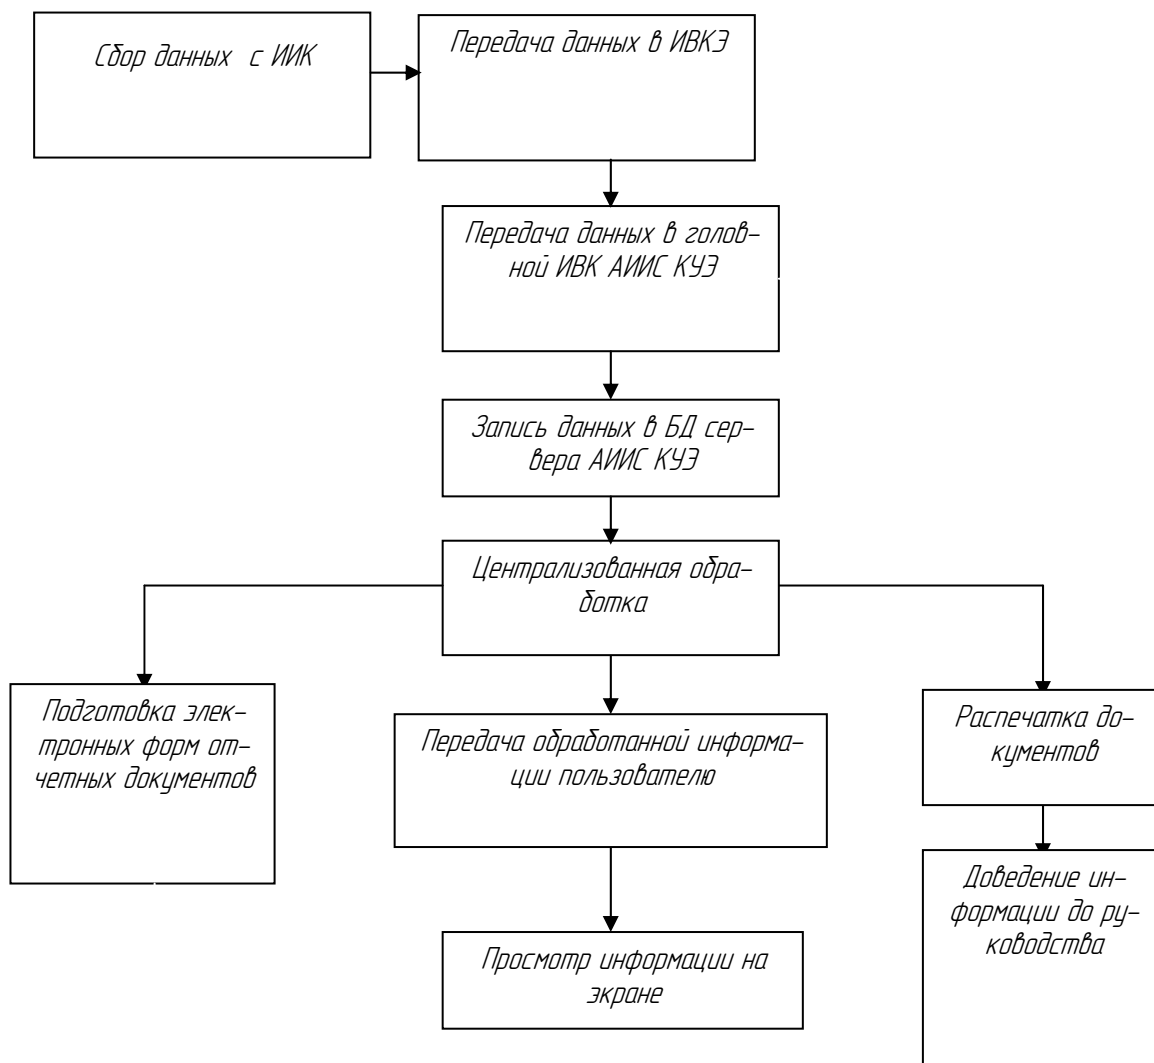 Сбор данных с ИИК
Передача данных в ИВКЭ
Передача данных в голов-
ной ИВК АИИС КУЭ
Запись данных в БД сер-
вера АИИС КУЭ
Централизованная обра-
ботка
Подготовка элек-
тронных форм от-
четных документов
Передача обработанной информа-
ции пользователю
Распечатка до-
кументов
Просмотр информации на
экране
Доведение ин-
формации до ру-
ководства